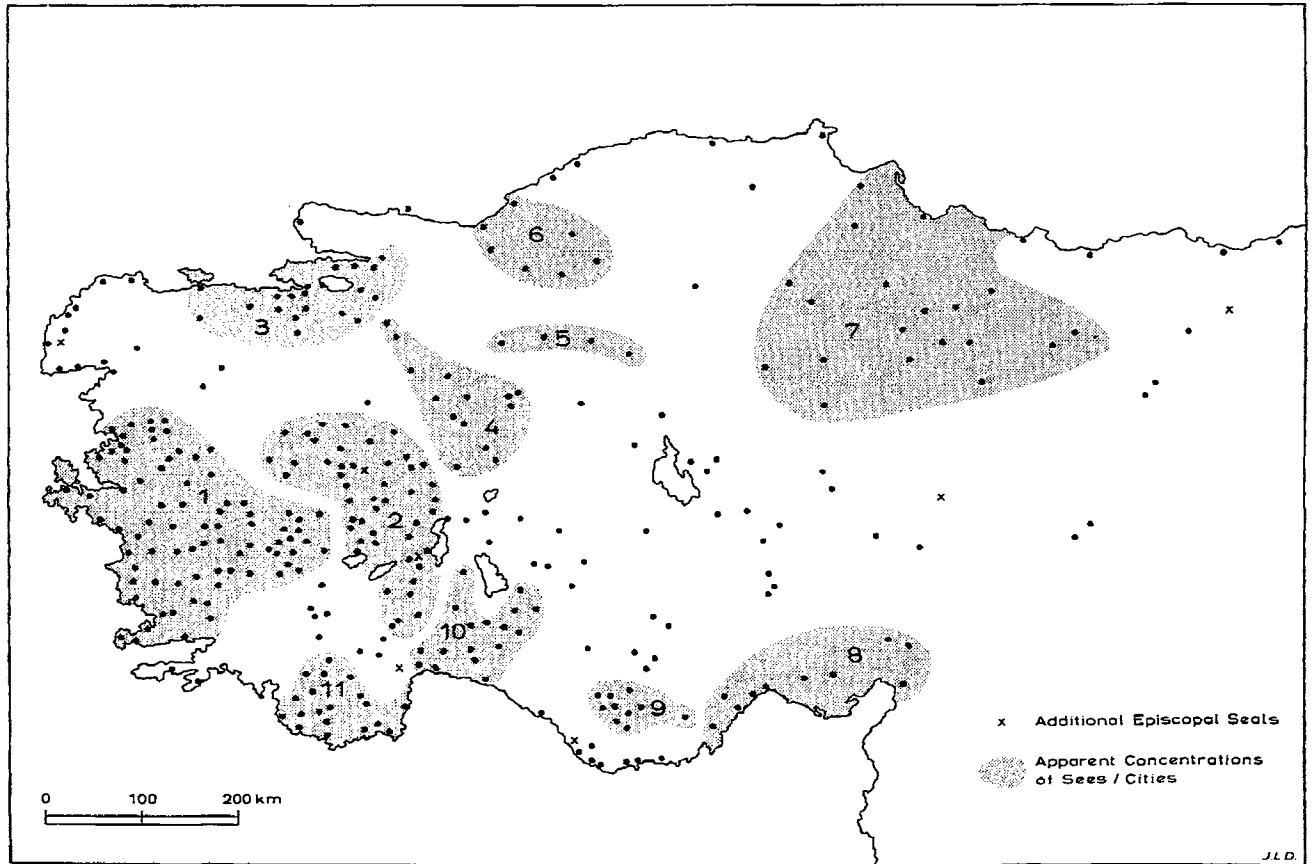 6
3
7
5
4
1
2
10
8
11
9
x Additional Episcopal Seals
Apparent Concentrations
of Sees / Cities
0 100 200 km
J.L.D.